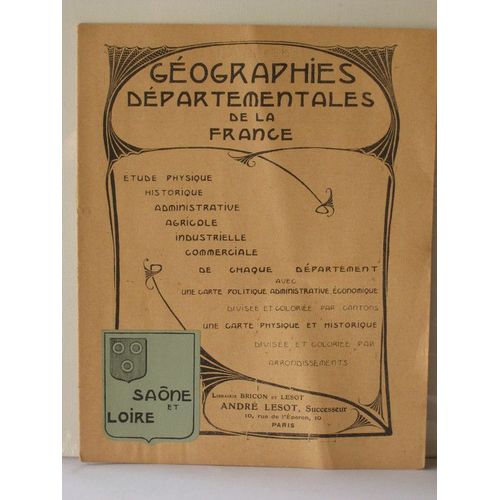 GÉOGRAPHIES
DÉPARTEMENTALES
DE LA
FRANCE
ETUDE PHYSIQUE
HISTORIQUE
ADMINISTRATIVE
AGRICOLE
INDUSTRIELLE
COMMERCIALE
DE CHAQUE DÉPARTEMENT
AVEC
UNE CARTE POLITIQUE ADMINISTRATIVE, ÉCONOMIQUE
DIVISÉE ET COLORIÉE PAR CANTONS
UNE CARTE PHYSIQUE ET HISTORIQUE
DIVISÉE ET COLORIÉE PAR
ARRONDISSEMENTS
SAÔNE
ET
LOIRE
LIBRAIRIE BRICON ET LESOT
ANDRÉ LESOT, Successeur
10, rue de l'Éperon, 10
PARIS